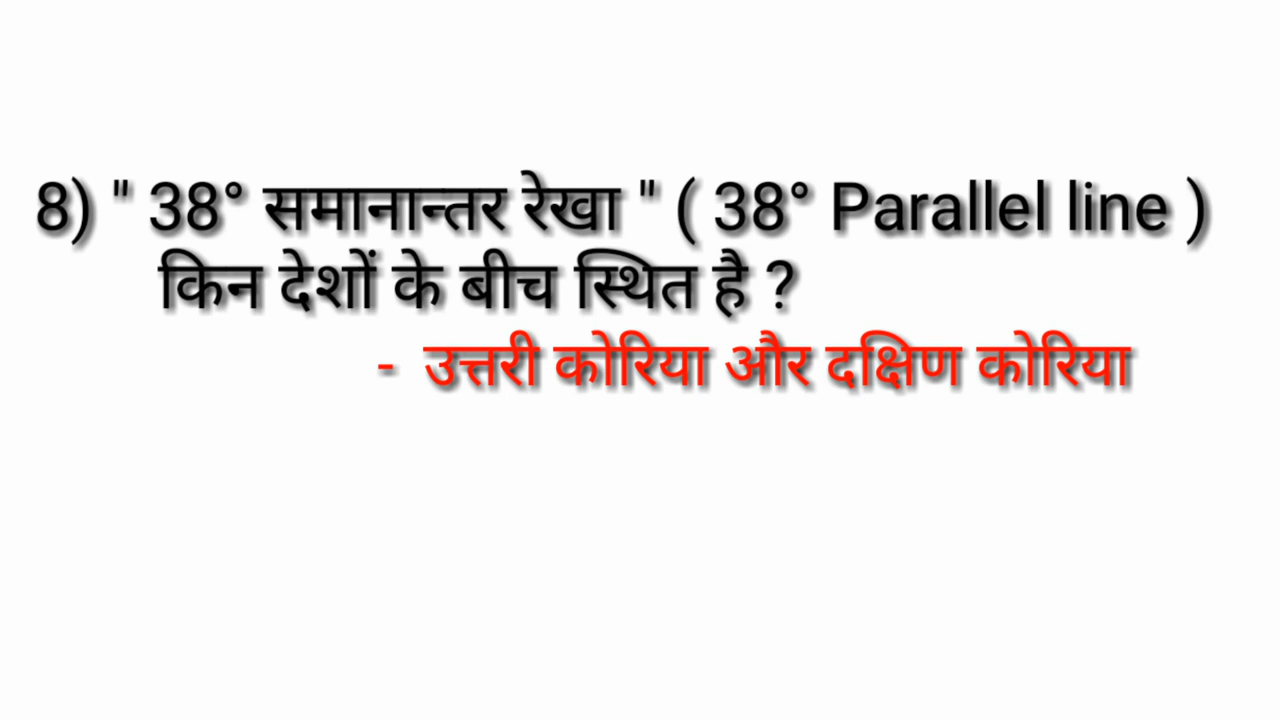 8) " 38° समानान्तर रेखा " ( 38° Parallel line )
किन देशों के बीच स्थित है ?
- उत्तरी कोरिया और दक्षिण कोरिया